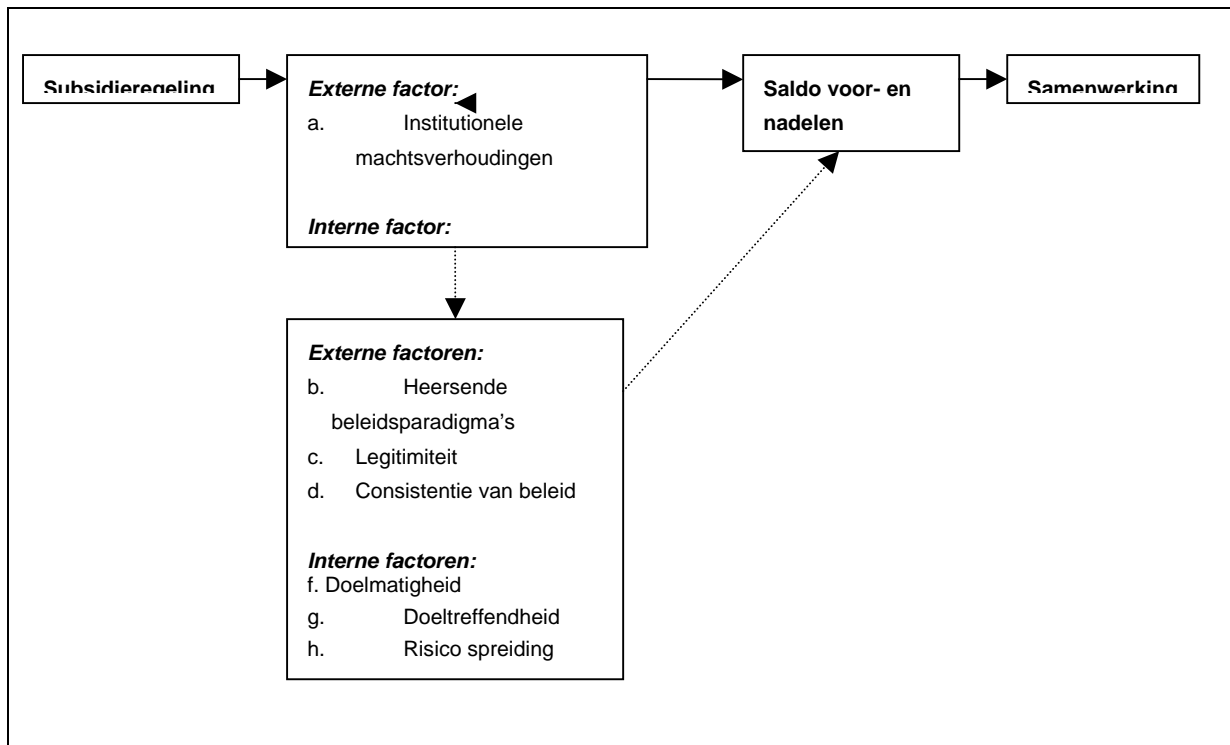 Subsidieregeling
Externe factor:
a. Institutionele
machtsverhoudingen
Interne factor:
Saldo voor- en
nadelen
Samenwerking
Externe factoren:
b. Heersende
beleidsparadigma's
c. Legitimiteit
d. Consistentie van beleid
Interne factoren:
f. Doelmatigheid
g. Doeltreffendheid
h. Risico spreiding